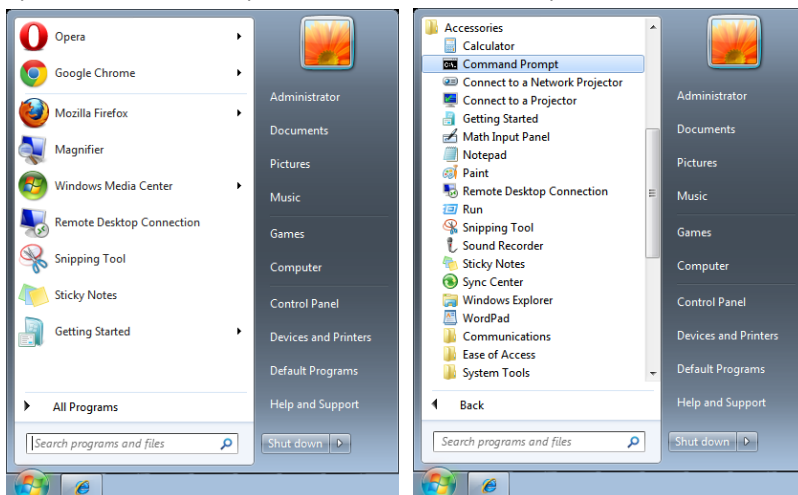 Opera
Google Chrome
Mozilla Firefox
Magnifier
Windows Media Center
Remote Desktop Connection
Snipping Tool
Sticky Notes
Getting Started
All Programs
Search programs and files
Administrator
Documents
Pictures
Music
Games
Computer
Control Panel
Devices and Printers
Default Programs
Help and Support
Shut down
Accessories
Calculator
Command Prompt
Connect to a Network Projector
Connect to a Projector
Getting Started
Math Input Panel
Notepad
Paint
Remote Desktop Connection
Run
Snipping Tool
Sound Recorder
Sticky Notes
Sync Center
Windows Explorer
WordPad
Communications
Ease of Access
System Tools
Back
Search programs and files
Administrator
Documents
Pictures
Music
Games
Computer
Control Panel
Devices and Printers
Default Programs
Help and Support
Shut down